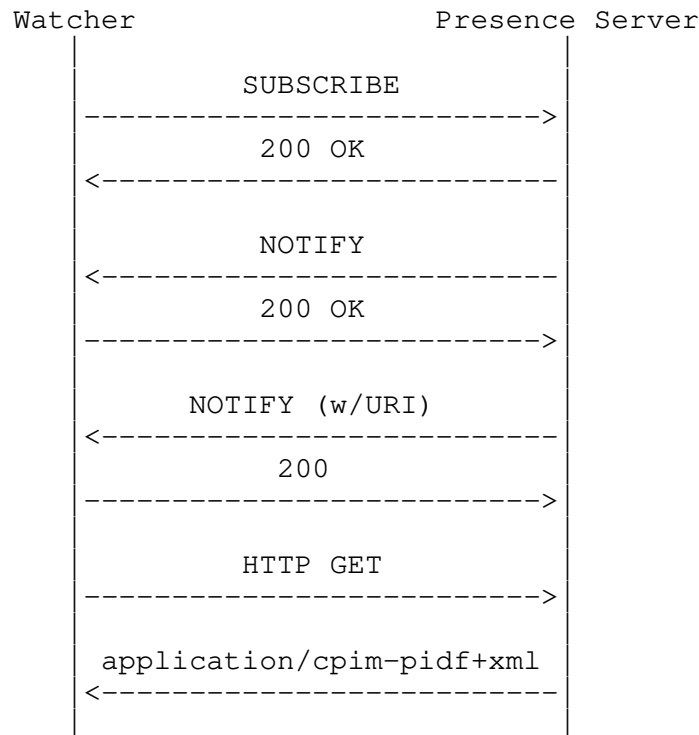 Watcher Presence Server
SUBSCRIBE
200 OK
NOTIFY
200 OK
NOTIFY (w/URI)
200
HTTP GET
application/cpim-pidf+xml